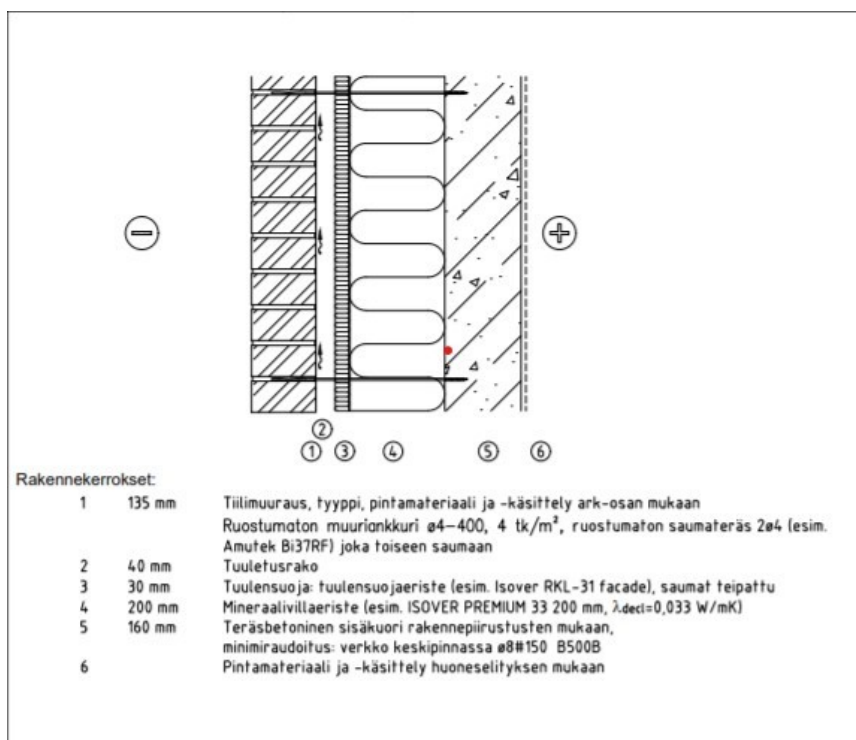 2
1 3 4 5 6
Rakennekerrokset:
1 135 mm Tiilimuuraus, tyyppi, pintamateriaali ja -käsittely ark-osan mukaan
Ruostumaton muuriankkuri ø4-400, 4 tk/m², ruostumaton saumateräs 2ø4 (esim.
Amutek Bi37RF) joka toiseen saumaan
2 40 mm Tuuletusrako
3 30 mm Tuulensuoja: tuulensuojaeriste (esim. Isover RKL-31 facade), saumat teipattu
4 200 mm Mineraalivillaeriste (esim. ISOVER PREMIUM 33 200 mm, λdecl=0,033 W/mK)
5 160 mm Teräsbetoninen sisäkuori rakennepiirustusten mukaan,
minimiraudoitus: verkko keskipinnassa ø8#150 B500B
6 Pintamateriaali ja -käsittely huoneselityksen mukaan